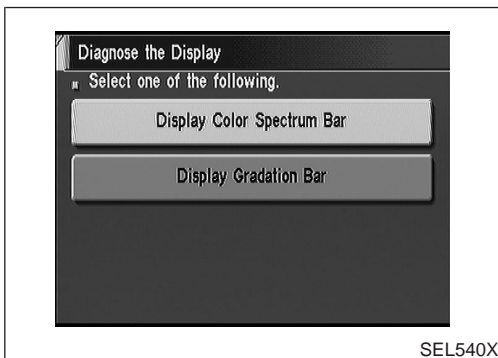 Diagnose the Display
Select one of the following.
Display Color Spectrum Bar
Display Gradation Bar
SEL540X